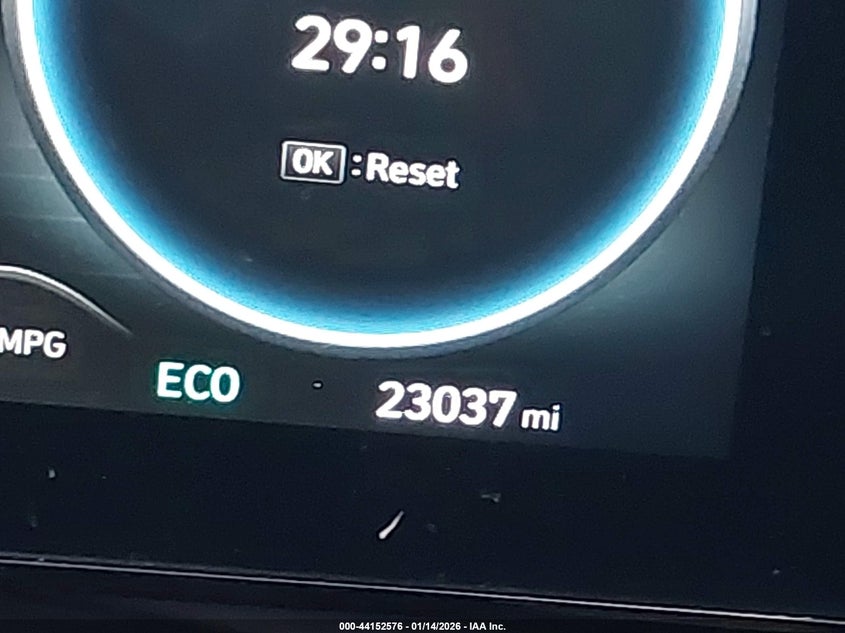 29:16
OK :Reset
MPG
ECO
23037 mi
000-44152576 - 01/14/2026 - IAA Inc.